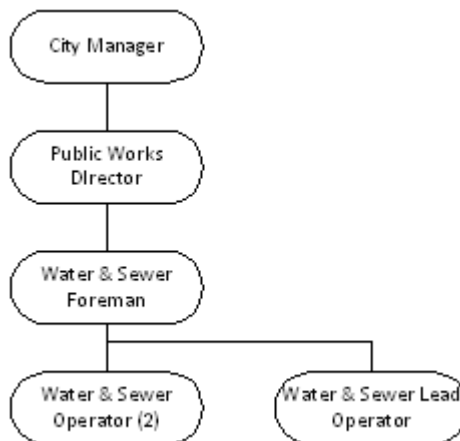 City Manager
Public Works
DIrector
Water & Sewer
Foreman
Water & Sewer
Operator (2)
Water & Sewer Lead
Operator